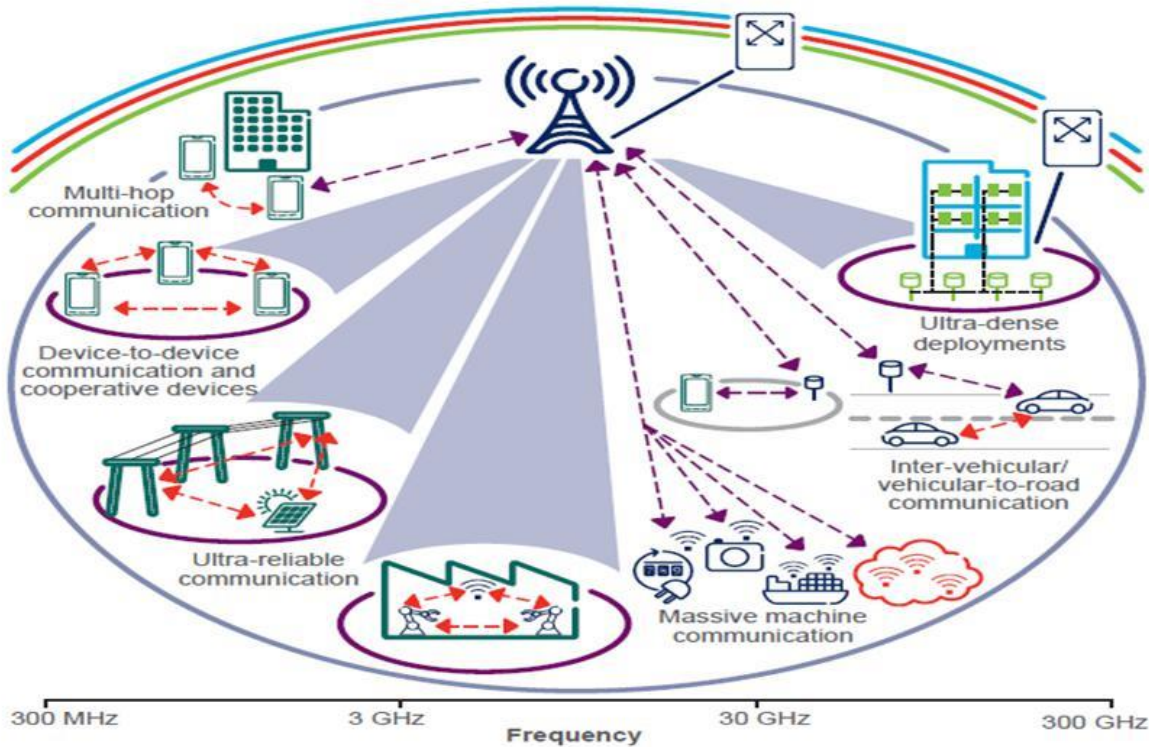 Multi-hop
communication
Device-to-device
communication and
cooperative devices
Ultra-dense
deployments
Inter-vehicular/
vehicular-to-road
communication
Ultra-reliable
communication
Massive machine
communication
300 MHz
3 GHz
30 GHz
300 GHz
Frequency